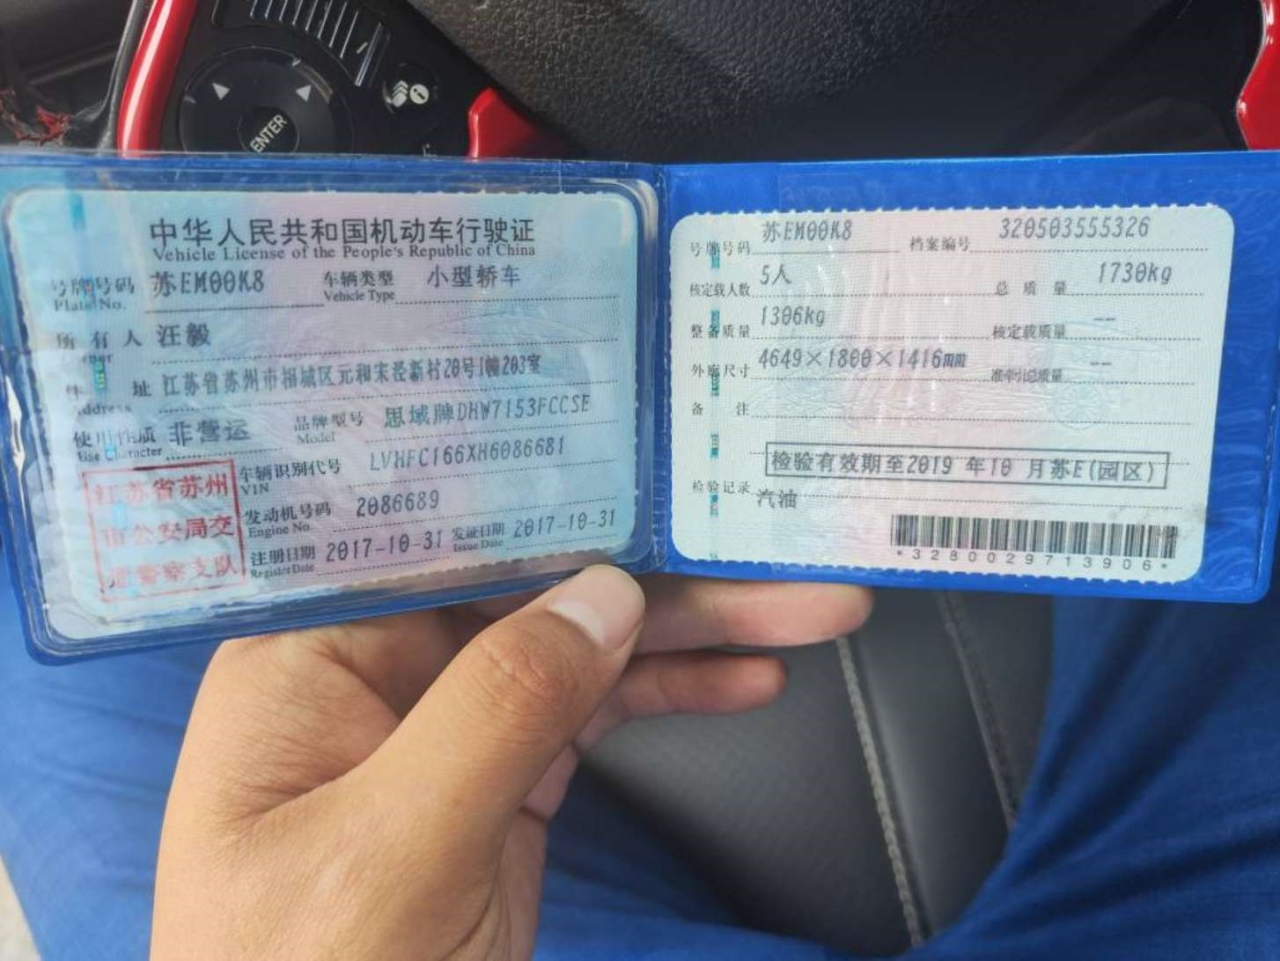 ENTER
中华人民共和国机动车行驶证
Vehicle License of the People's Republic of China
号牌号码 苏EM00K8 车辆类型 小型轿车
Plate No. Vehicle Type
所有人 汪毅
Owner
住址 江苏省苏州市相城区元和宋泾新村20号1幢203室
Address
使用性质 非营运 品牌型号 思域牌DHW7153FCCSE
Use Character Model
车辆识别代号 LVHFC166XH6086681
VIN
江苏省苏州
市公安局交
通警察支队
发动机号码 2086689
Engine No.
注册日期 2017-10-31 发证日期 2017-10-31
Register Date Issue Date
号牌号码 苏EM00K8 档案编号 320503555326
核定载人数 5人 总质量 1730kg
整备质量 1306kg 核定载质量 --
外廓尺寸 4649×1800×1416mm 准牵引总质量 --
备注
检验有效期至2019 年10 月苏E(园区)
检验记录
汽油
*3280029713906*